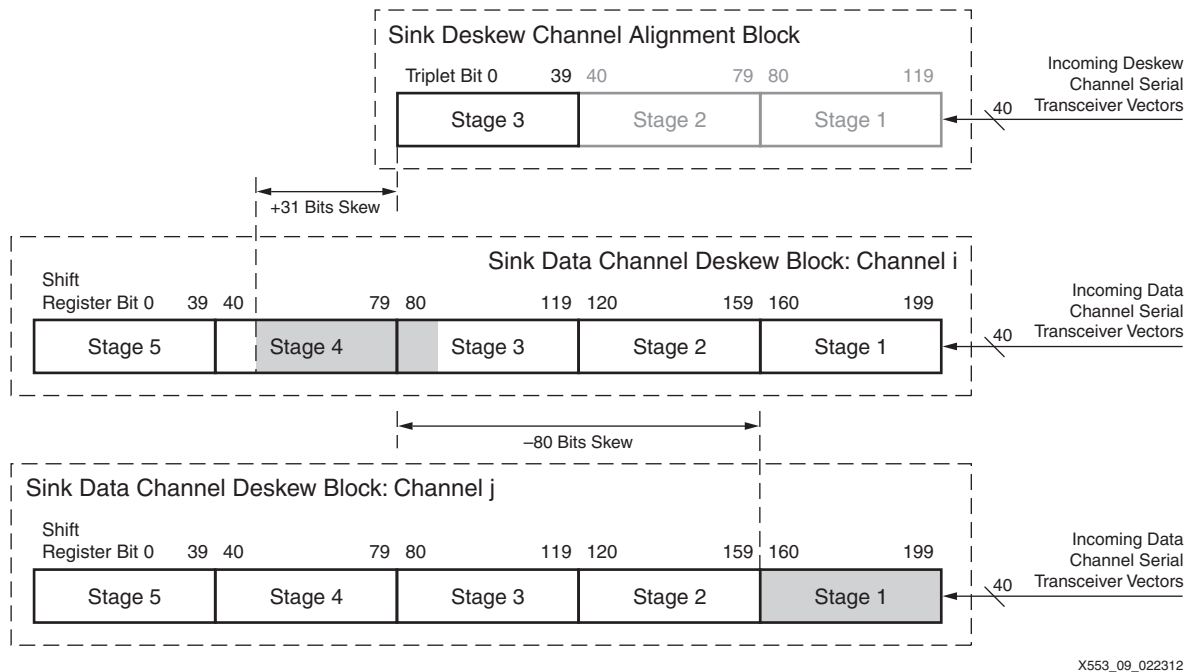 Sink Deskew Channel Alignment Block
Triplet Bit 0 39 40 79 80 119
Stage 3 Stage 2 Stage 1
40
Incoming Deskew
Channel Serial
Transceiver Vectors
+31 Bits Skew
Sink Data Channel Deskew Block: Channel i
Shift
Register Bit 0 39 40 79 80 119 120 159 160 199
Stage 5 Stage 4 Stage 3 Stage 2 Stage 1
40
Incoming Data
Channel Serial
Transceiver Vectors
–80 Bits Skew
Sink Data Channel Deskew Block: Channel j
Shift
Register Bit 0 39 40 79 80 119 120 159 160 199
Stage 5 Stage 4 Stage 3 Stage 2 Stage 1
40
Incoming Data
Channel Serial
Transceiver Vectors
X553_09_022312